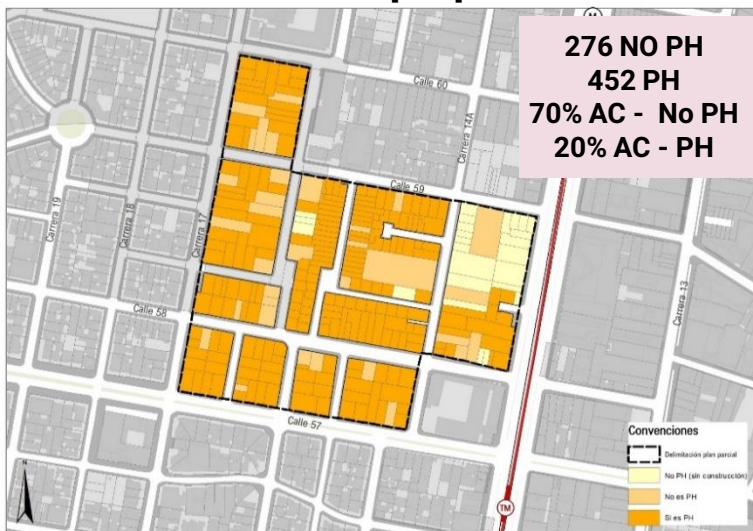 276 NO PH
452 PH
70% AC - No PH
20% AC - PH
Calle 60
Carrera 14A
Calle 59
Carrera 19
Carrera 18
Carrera 17
Carrera 13
Calle 58
Calle 57
Convenciones
Delimitación plan parcial
No PH (sin construcción)
No es PH
Si es PH
N
TM